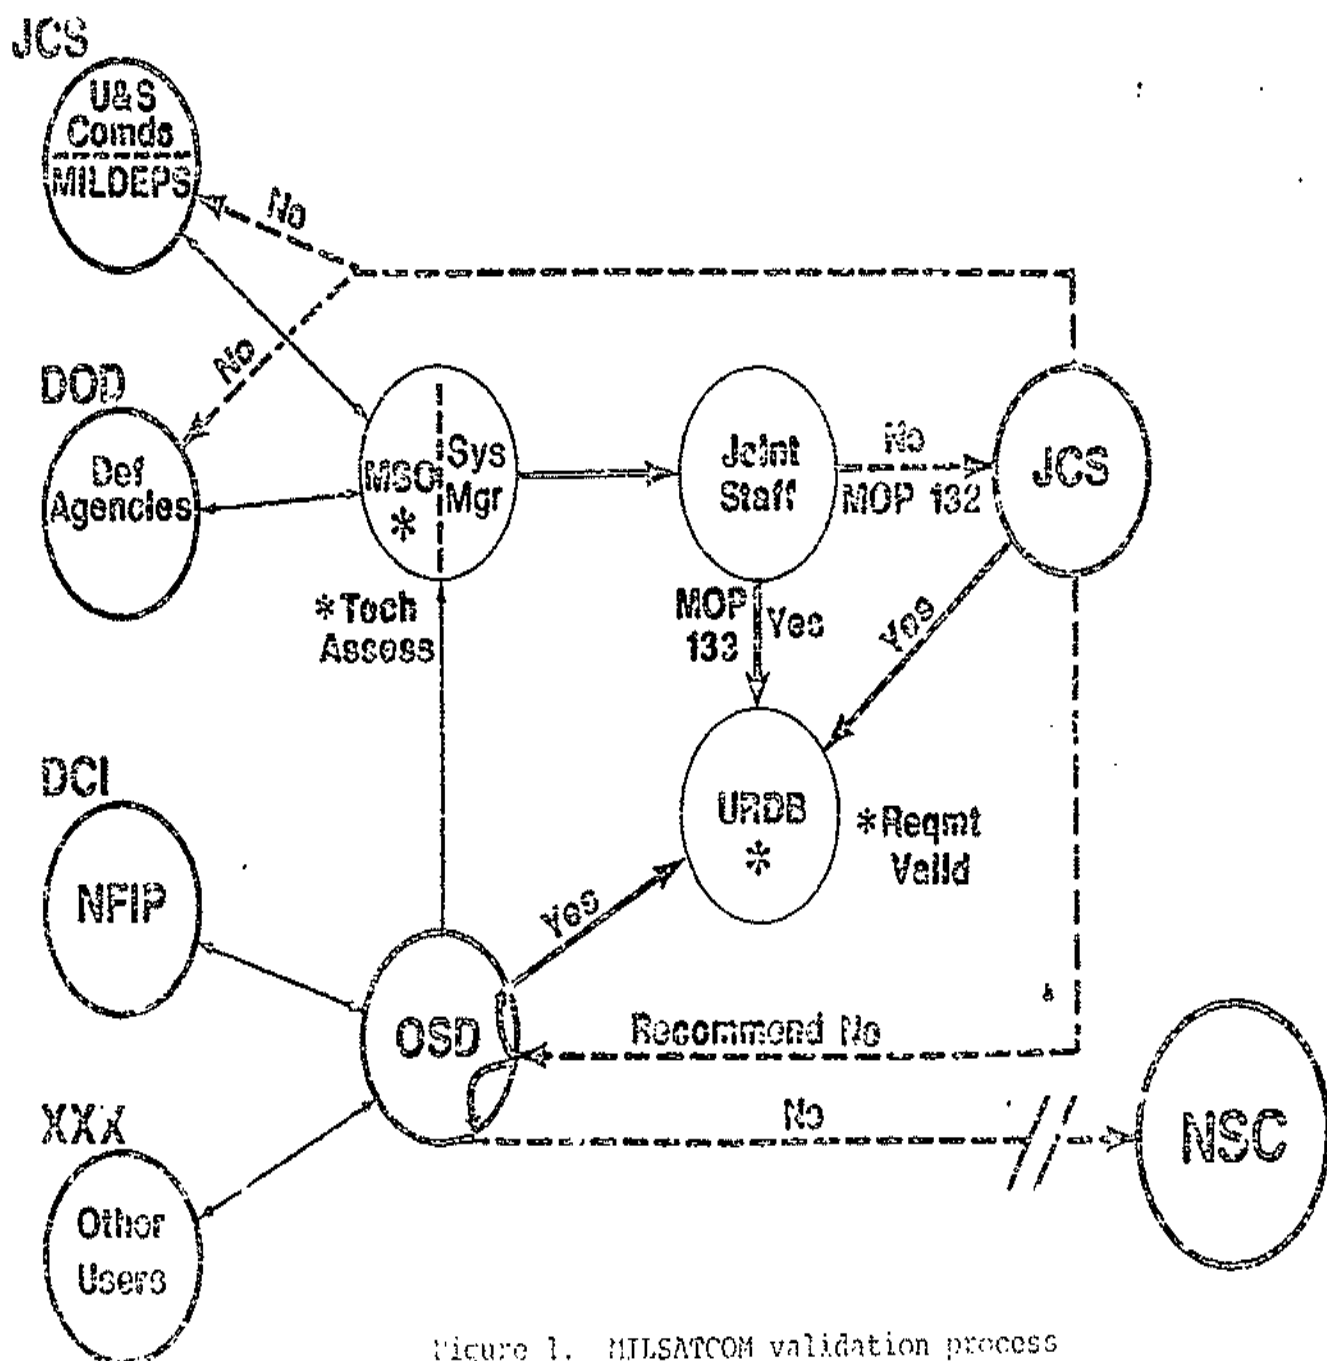 JCS
U&S
Comds
MILDEPS
No
No
DOD
Def
Agencies
MSO
*
Sys
Mgr
Joint
Staff
No
MOP 132
JCS
*Tech
Assess
MOP
133
Yes
Yes
DCI
NFIP
URDB
*
*Reqmt
Valid
Yes
OSD
Recommend No
No
NSC
XXX
Other
Users
Figure 1. MILSATCOM validation process